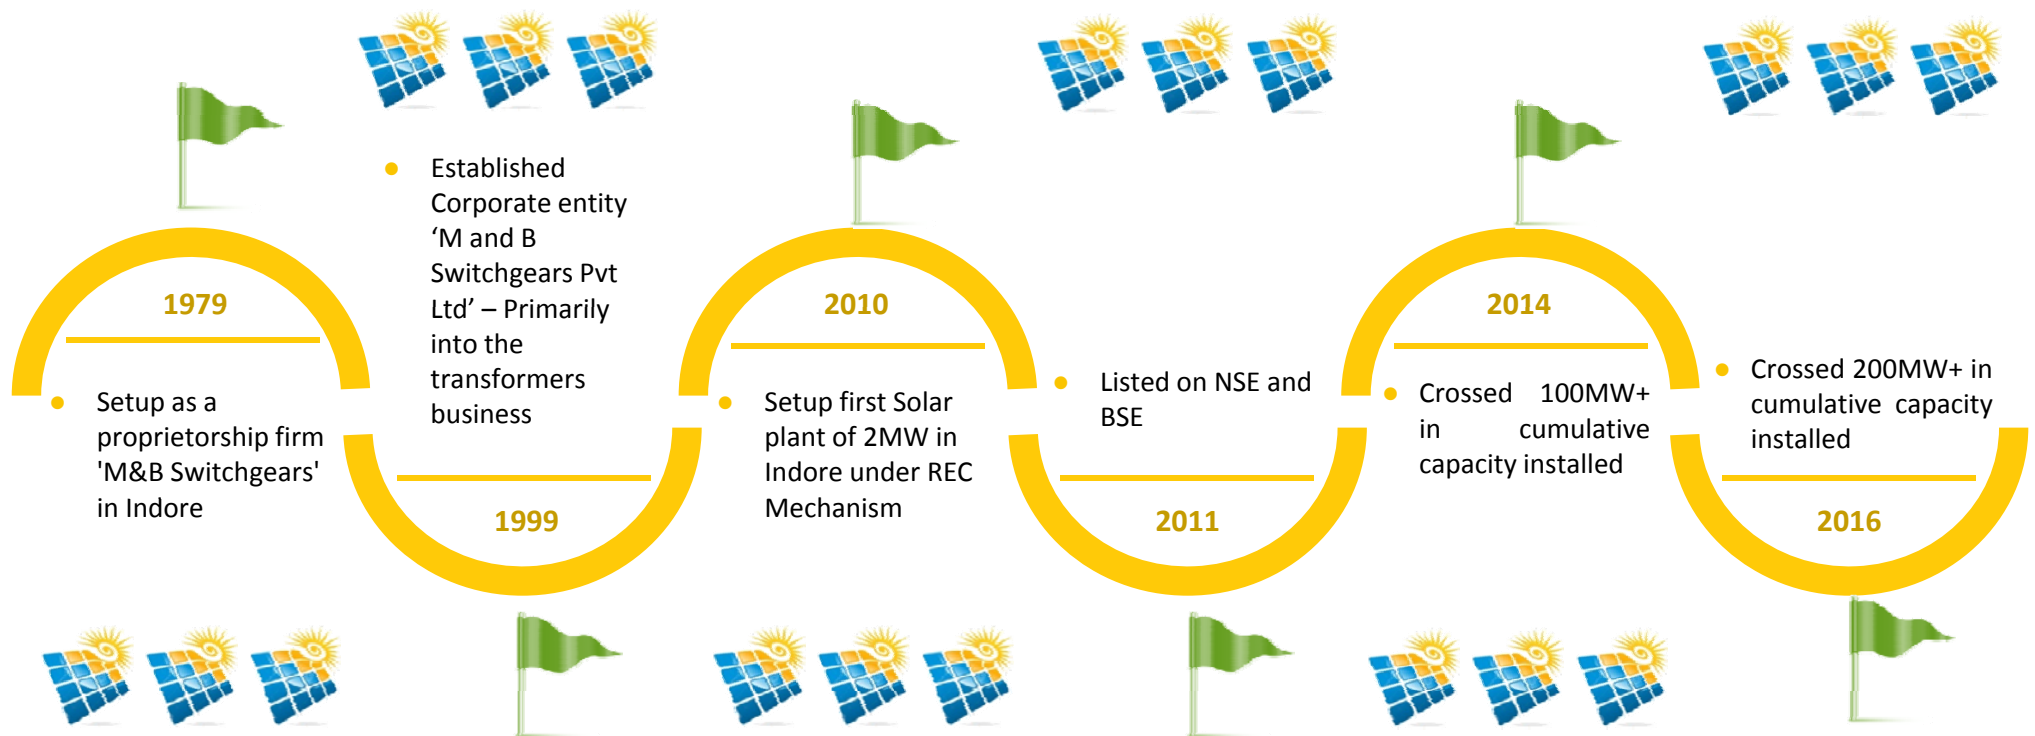 1979
Setup as a
proprietorship firm
'M&B Switchgears'
in Indore
Established
Corporate entity
‘M and B
Switchgears Pvt
Ltd’ – Primarily
into the
transformers
business
1999
2010
Setup first Solar
plant of 2MW in
Indore under REC
Mechanism
Listed on NSE and
BSE
2011
2014
Crossed 100MW+
in cumulative
capacity installed
Crossed 200MW+ in
cumulative capacity
installed
2016